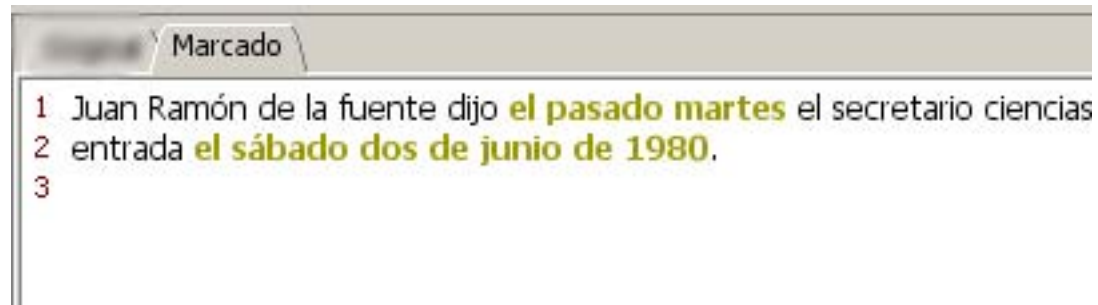 Marcado
1 Juan Ramón de la fuente dijo el pasado martes el secretario ciencias
2 entrada el sábado dos de junio de 1980.
3